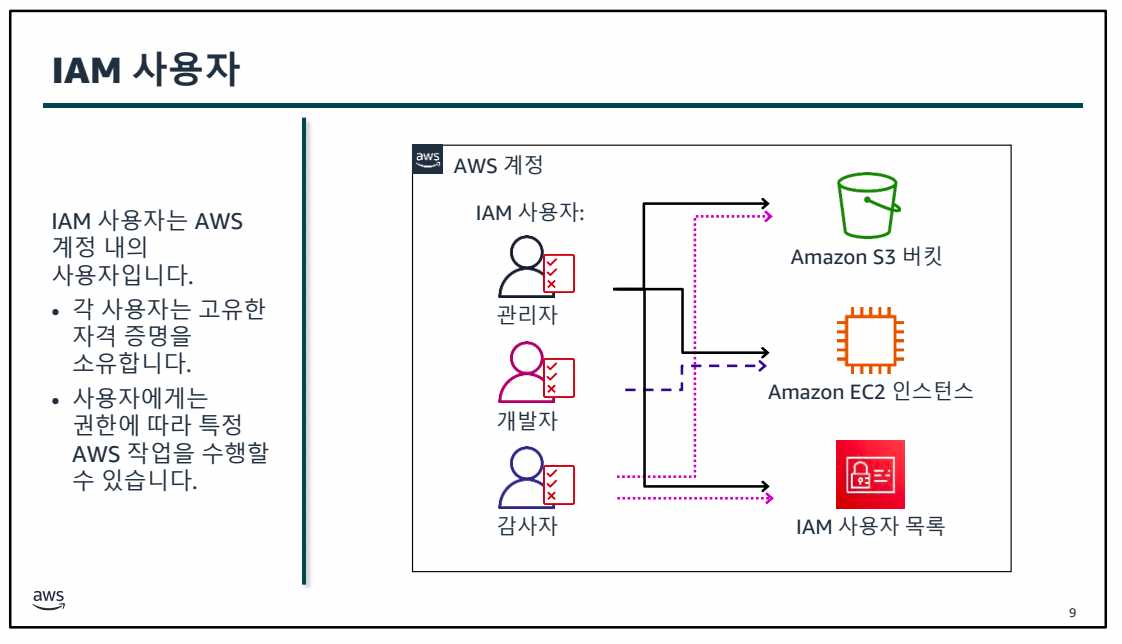 IAM 사용자
IAM 사용자는 AWS
계정 내의
사용자입니다.
• 각 사용자는 고유한
자격 증명을
소유합니다.
• 사용자에게는
권한에 따라 특정
AWS 작업을 수행할
수 있습니다.
aws
AWS 계정
IAM 사용자:
관리자
개발자
감사자
Amazon S3 버킷
Amazon EC2 인스턴스
IAM 사용자 목록
aws
9